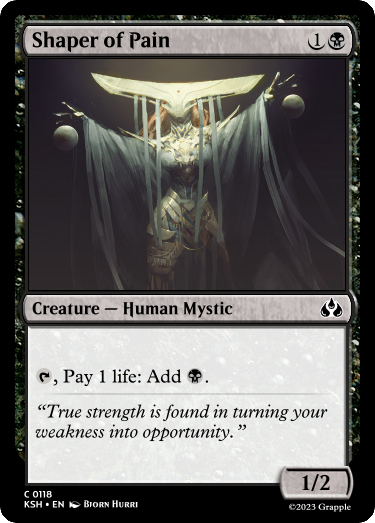 Shaper of Pain 1
Creature — Human Mystic
, Pay 1 life: Add .
“True strength is found in turning your
weakness into opportunity.”
1/2
C 0118
KSH • EN Bjorn Hurri
©2023 Grapple